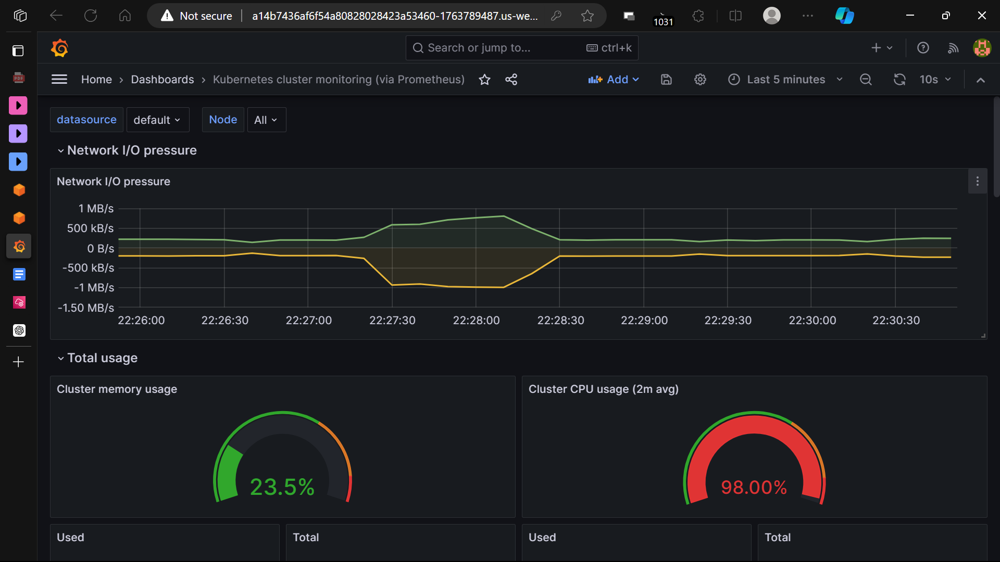 Not secure
a14b7436af6f54a80828028423a53460-1763789487.us-we...
1031
PDF
Search or jump to...
ctrl+k
Home › Dashboards › Kubernetes cluster monitoring (via Prometheus)
Add
Last 5 minutes
10s
datasource
default
Node
All
Network I/O pressure
Network I/O pressure
1 MB/s
500 kB/s
0 B/s
-500 kB/s
-1 MB/s
-1.50 MB/s
22:26:00 22:26:30 22:27:00 22:27:30 22:28:00 22:28:30 22:29:00 22:29:30 22:30:00 22:30:30
Total usage
Cluster memory usage
23.5%
Cluster CPU usage (2m avg)
98.00%
Used
Total
Used
Total